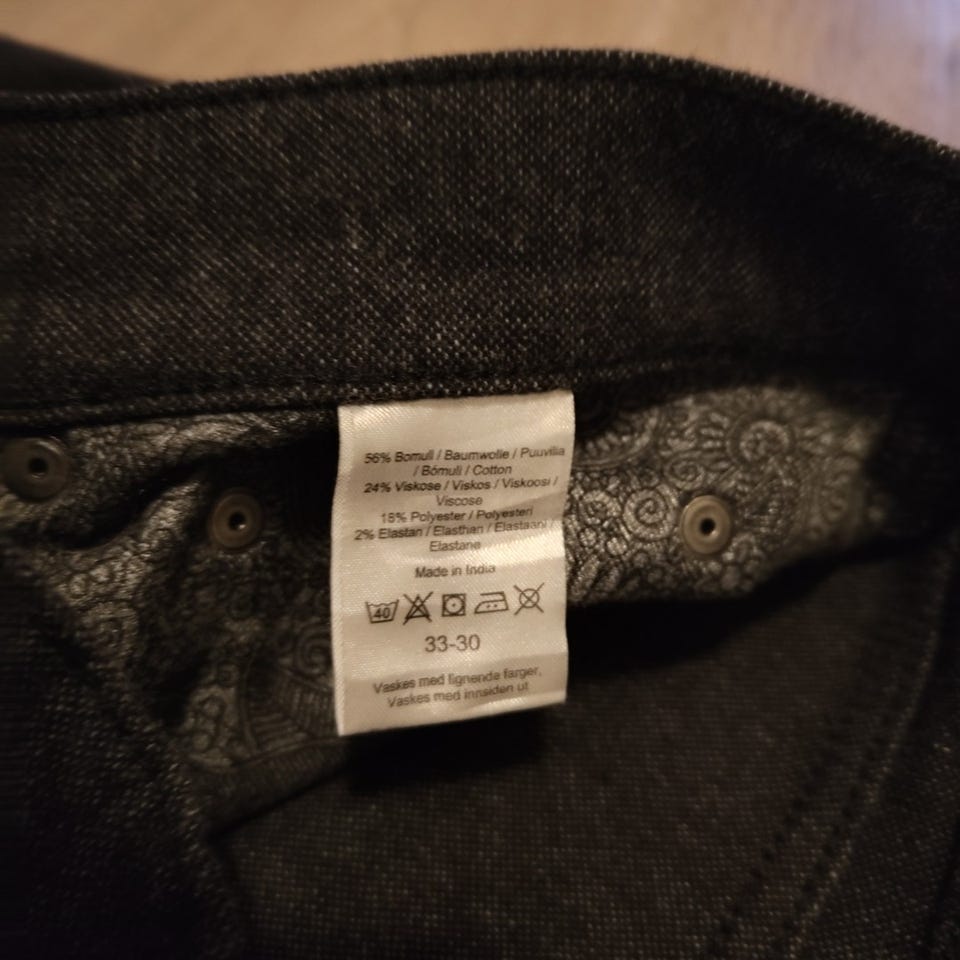 56% Bomull / Baumwolle / Puuvilla
/ Bómull / Cotton
24% Viskose / Viskos / Viskoosi /
Viscose
18% Polyester / Polyesteri
2% Elastan / Elasthan / Elastaani /
Elastane
Made in India
40
33-30
Vaskes med lignende farger,
Vaskes med innsiden ut